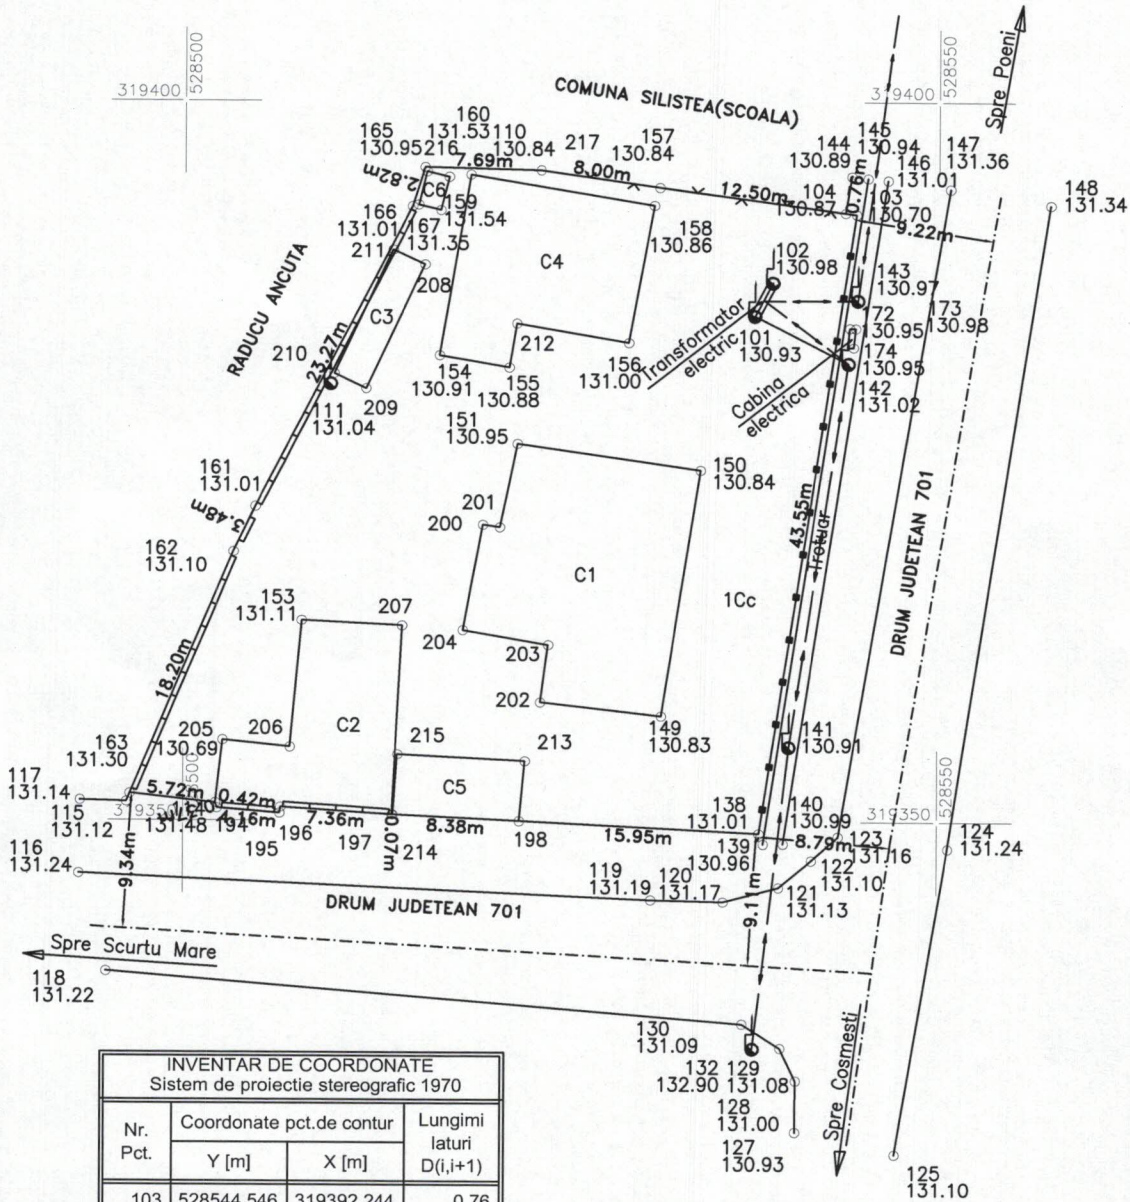 528500
528550
319400
319400
Spre Poeni
COMUNA SILISTEA(SCOALA)
160
131.53
110
130.84
165
130.95
216
7.69m
217
8.00m
157
130.84
12.50m
144
130.89
145
130.94
146
131.01
147
131.36
148
131.34
104
130.87
0.76m
103
130.70
9.22m
2.82m
C6
159
131.54
166
131.01
167
131.35
211
208
158
130.86
C4
102
130.98
143
130.97
RADUCU ANCUTA
C3
Transformator
electric
101
130.93
72
130.95
173
130.98
174
130.95
142
131.02
210
23.27m
209
111
131.04
212
154
130.91
155
130.88
156
131.00
Cabina
electrica
151
130.95
150
130.84
161
131.01
3.48m
201
200
43.55m
Trotuar
DRUM JUDETEAN 701
162
131.10
C1
1Cc
153
131.11
207
204
203
202
18.20m
149
130.83
205
130.69
206
C2
215
213
141
130.91
163
131.30
117
131.14
115
131.12
5.72m
0.42m
C5
138
131.01
140
130.99
528550
319350
319350
131.48
194
4.16m
195
196
7.36m
197
0.07m
214
8.38m
198
15.95m
139
130.96
8.79m
123
131.16
124
131.24
122
131.10
116
131.24
9.34m
119
131.19
120
131.17
121
131.13
9.11m
DRUM JUDETEAN 701
Spre Scurtu Mare
118
131.22
130
131.09
132
132.90
129
131.08
128
131.00
127
130.93
Spre Cosmesti
125
131.10
INVENTAR DE COORDONATE
Sistem de proiectie stereografic 1970
Nr.
Pct.
Coordonate pct.de contur
Y [m]
X [m]
Lungimi
laturi
D(i,i+1)
103
528544.546
319392.244
0.76